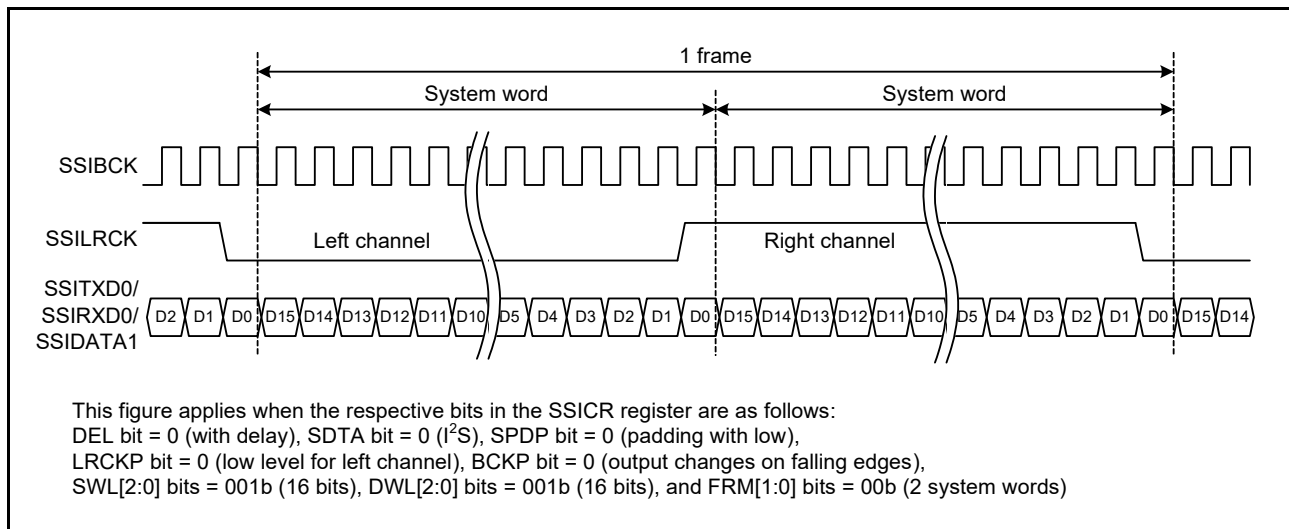 1 frame
System word System word
SSIBCK
SSILRCK Left channel Right channel
SSITXD0/
SSIRXD0/
SSIDATA1
D2 D1 D0 D15 D14 D13 D12 D11 D10 D5 D4 D3 D2 D1 D0 D15 D14 D13 D12 D11 D10 D5 D4 D3 D2 D1 D0 D15 D14
This figure applies when the respective bits in the SSICR register are as follows:
DEL bit = 0 (with delay), SDTA bit = 0 (I²S), SPDP bit = 0 (padding with low),
LRCKP bit = 0 (low level for left channel), BCKP bit = 0 (output changes on falling edges),
SWL[2:0] bits = 001b (16 bits), DWL[2:0] bits = 001b (16 bits), and FRM[1:0] bits = 00b (2 system words)